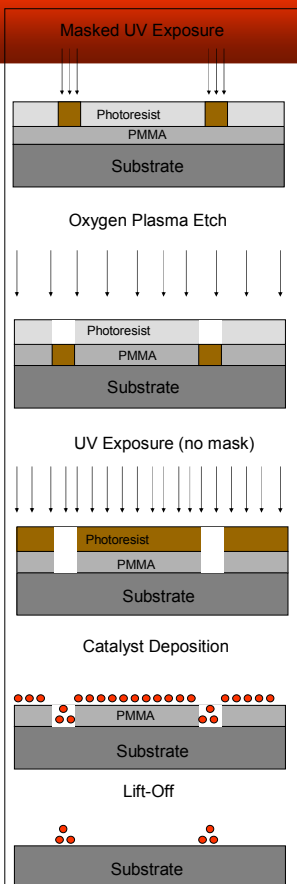 Masked UV Exposure
Photoresist
PMMA
Substrate
Oxygen Plasma Etch
Photoresist
PMMA
Substrate
UV Exposure (no mask)
Photoresist
PMMA
Substrate
Catalyst Deposition
PMMA
Substrate
Lift-Off
Substrate